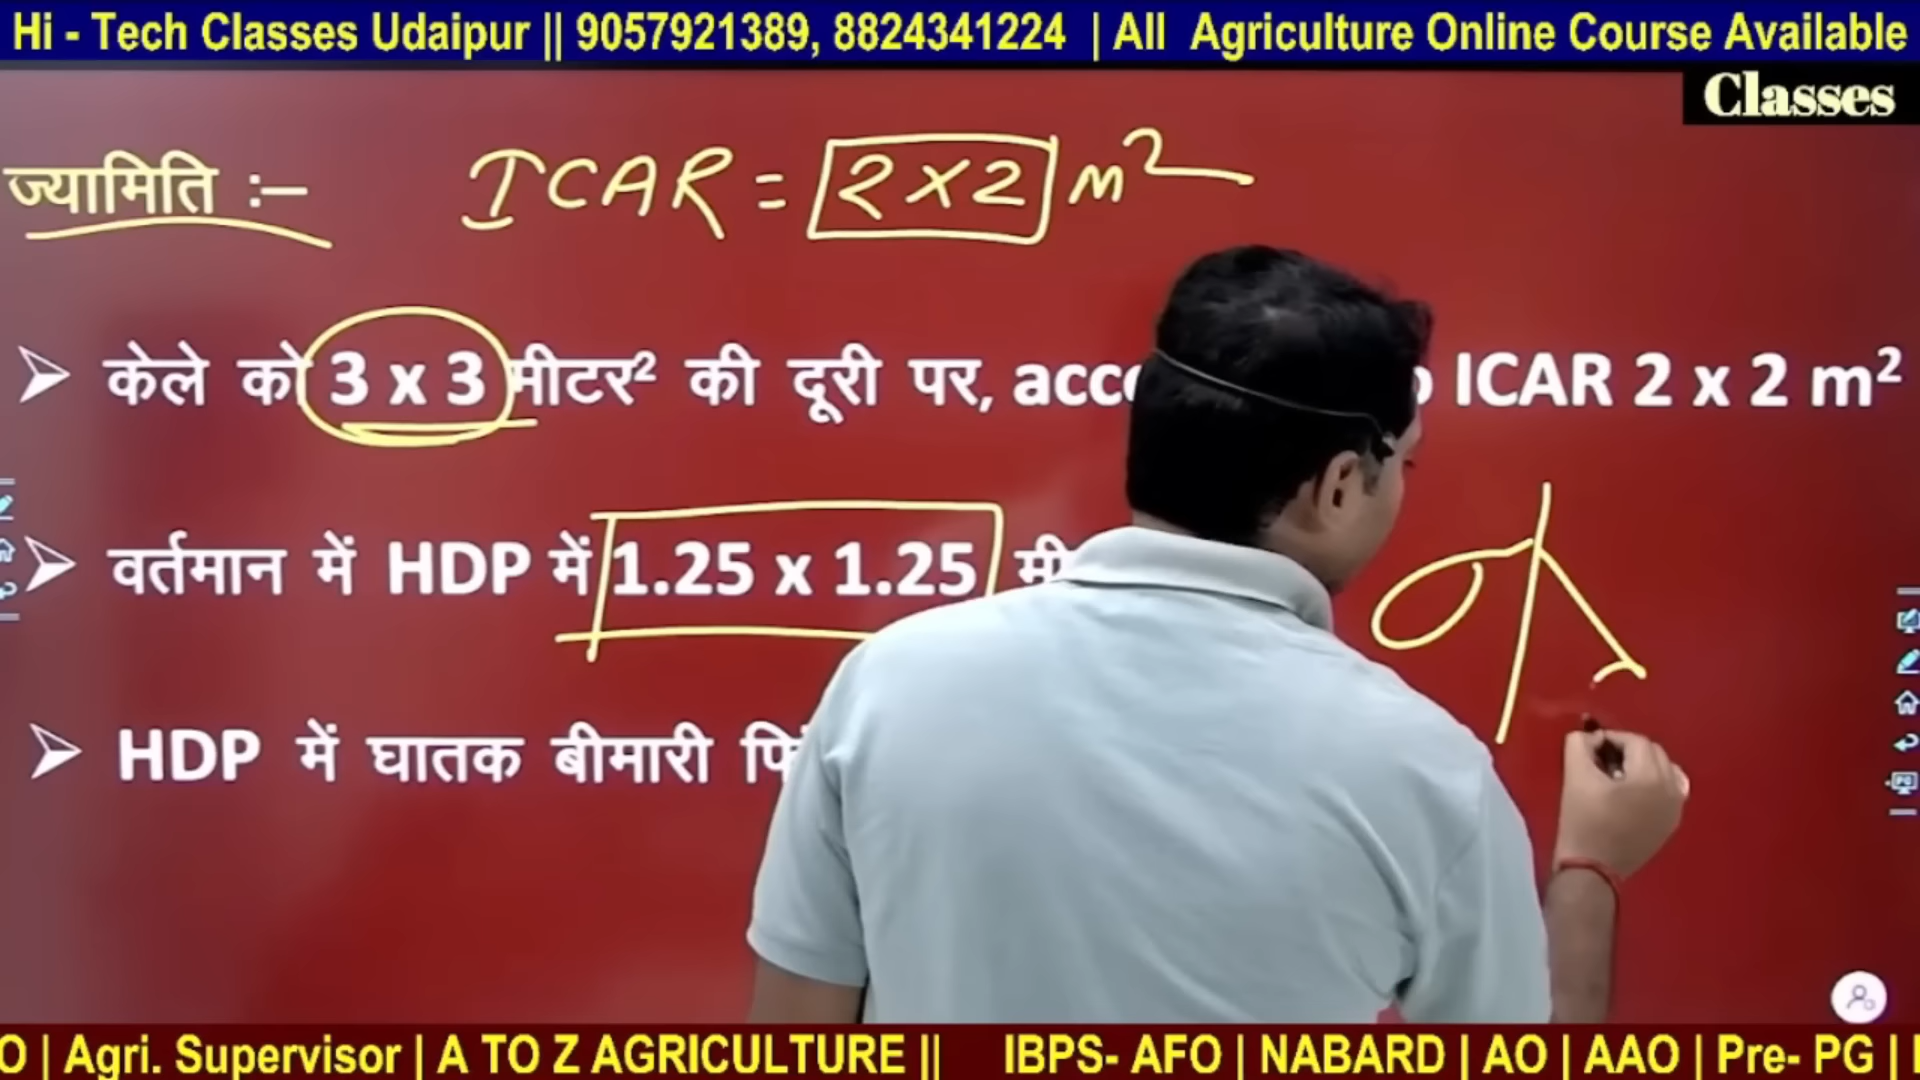 Hi - Tech Classes Udaipur || 9057921389, 8824341224 | All Agriculture Online Course Available
Classes
ज्यामिति :–
ICAR = 2 x 2 m²
केले को 3 x 3 मीटर² की दूरी पर, ICAR 2 x 2 m²
वर्तमान में HDP में 1.25 x 1.25
HDP में घातक बीमारी
O | Agri. Supervisor | A TO Z AGRICULTURE || IBPS- AFO | NABARD | AO | AAO | Pre- PG |